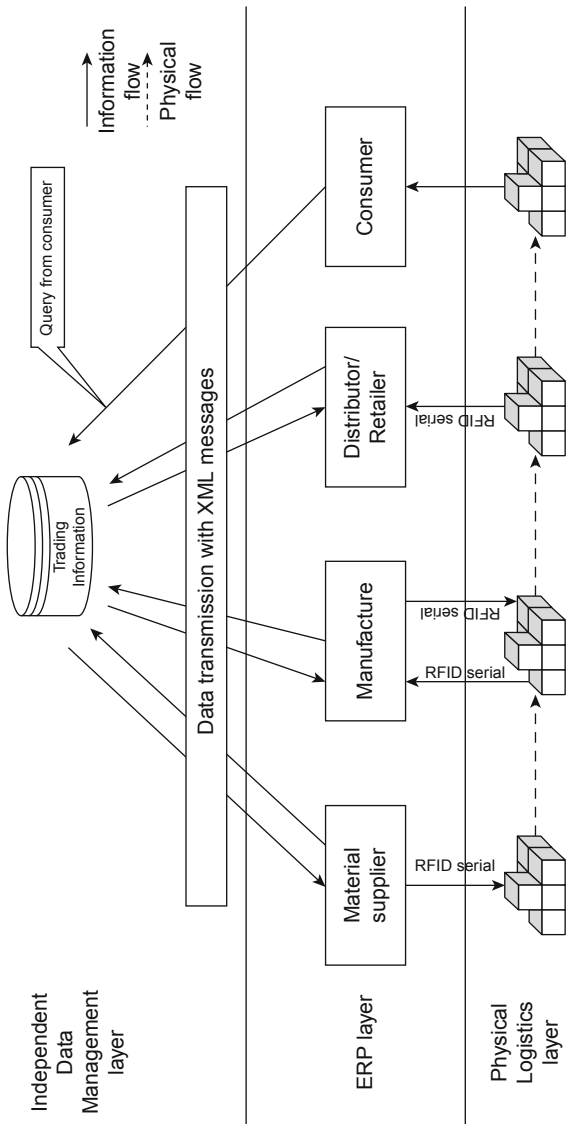 Information
flow
Physical
flow
Query from consumer
Trading
Information
Independent
Data
Management
layer
Data transmission with XML messages
ERP layer
Material
supplier
Manufacture
Distributor/
Retailer
Consumer
RFID serial
RFID serial
RFID serial
RFID serial
Physical
Logistics
layer